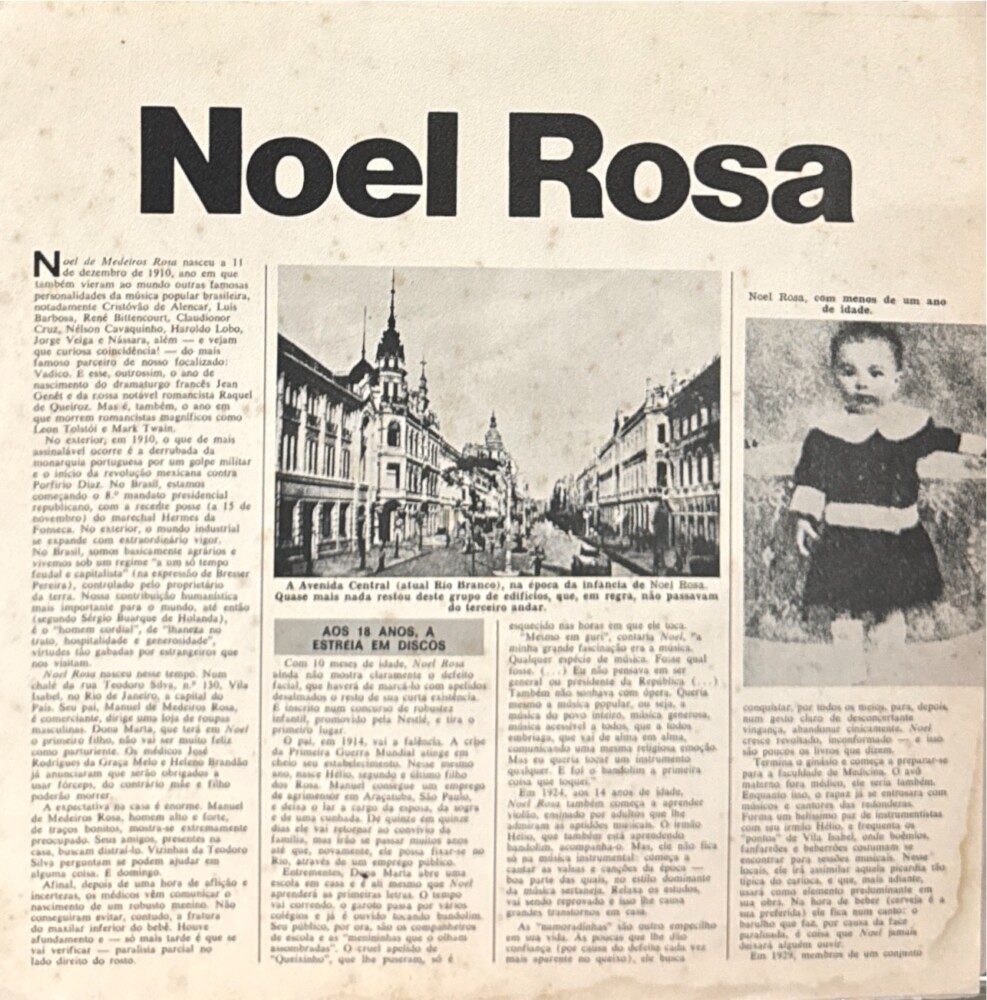 Noel Rosa
Noel de Medeiros Rosa nasceu a 11
de dezembro de 1910, ano em que
também vieram ao mundo outras famosas
personalidades da música popular brasileira,
notadamente Cristóvão de Alencar, Luís
Barbosa, René Bittencourt, Claudionor
Cruz, Nélson Cavaquinho, Haroldo Lobo,
Jorge Veiga e Nássara, além — e vejam
que curiosa coincidência! — do mais
famoso parceiro de nosso focalizado:
Vadico. E esse, outrossim, o ano de
nascimento do dramaturgo francês Jean
Genêt e da nossa notável romancista Raquel
de Queiroz. Mas é, também, o ano em
que morrem romancistas magníficos como
Leon Tolstói e Mark Twain.
No exterior, em 1910, o que de mais
assinalável ocorre é a derrubada da
monarquia portuguesa por um golpe militar
e o início da revolução mexicana contra
Porfirio Diaz. No Brasil, estamos
começando o 8.º mandato presidencial
republicano, com a recente posse (a 15 de
novembro) do marechal Hermes da
Fonseca. No exterior, o mundo industrial
se expande com extraordinário vigor.
No Brasil, somos basicamente agrários e
vivemos sob um regime "a um só tempo
feudal e capitalista" (na expressão de Bresser
Pereira), controlado pelo proprietário
da terra. Nossa contribuição humanística
mais importante para o mundo, até então
(segundo Sérgio Buarque de Holanda),
é o "homem cordial", de "lhaneza no
trato, hospitalidade e generosidade",
virtudes tão gabadas por estrangeiros que
nos visitam.
Noel Rosa nasceu nesse tempo. Num
chalé da rua Teodoro Silva, n.º 130, Vila
Isabel, no Rio de Janeiro, a capital do
País. Seu pai, Manuel de Medeiros Rosa,
é comerciante, dirige uma loja de roupas
masculinas. Dona Marta, que terá em Noel
o primeiro filho, não vai ser muito feliz
como parturiente. Os médicos José
Rodrigues da Graça Melo e Heleno Brandão
já anunciaram que serão obrigados a
usar fórceps, do contrário mãe e filho
poderão morrer.
A expectativa na casa é enorme. Manuel
de Medeiros Rosa, homem alto e forte,
de traços bonitos, mostra-se extremamente
preocupado. Seus amigos, presentes na
casa, buscam distraí-lo. Vizinhas da Teodoro
Silva perguntam se podem ajudar em
alguma coisa. E domingo.
Afinal, depois de uma hora de aflição e
incertezas, os médicos vêm comunicar o
nascimento de um robusto menino. Não
conseguiram evitar, contudo, a fratura
do maxilar inferior do bebê. Houve
afundamento e — só mais tarde é que se
vai verificar — paralisia parcial no
lado direito do rosto.
A Avenida Central (atual Rio Branco), na época da infância de Noel Rosa.
Quase mais nada restou deste grupo de edifícios, que, em regra, não passavam
do terceiro andar.
AOS 18 ANOS, A
ESTREIA EM DISCOS
Com 10 meses de idade, Noel Rosa
ainda não mostra claramente o defeito
facial, que haverá de marcá-lo com apelidos
desalmados o resto de sua curta existência.
É inscrito num concurso de robustez
infantil, promovido pela Nestlé, e tira o
primeiro lugar.
O pai, em 1914, vai a falência. A crise
da Primeira Guerra Mundial atinge em
cheio seu estabelecimento. Nesse mesmo
ano, nasce Hélio, segundo e último filho
dos Rosa. Manuel consegue um emprego
de agrimensor em Araçatuba, São Paulo,
e deixa o lar a cargo da esposa, da sogra
e de uma cunhada. De quinze em quinze
dias ele vai retornar ao convívio da
família, mas irão se passar muitos anos
até que, novamente, ele possa fixar-se no
Rio, através de um emprego público.
Entrementes, Dona Marta abre uma
escola em casa e é ali mesmo que Noel
aprenderá as primeiras letras. O tempo
vai correndo, o garoto passa por vários
colégios e já é ouvido tocando bandolim.
Seu público, por ora, são os companheiros
de escola e as "menininhas que o olham
assombradas". O cruel apelido de
"Queixinho", que lhe puseram, só é
esquecido nas horas em que ele toca.
"Mesmo em guri", contaria Noel, "a
minha grande fascinação era a música.
Qualquer espécie de música. Fosse qual
fosse. (...) Eu não pensava em ser
general ou presidente da República (...)
Também não sonhava com ópera. Queria
mesmo a música popular, ou seja, a
música do povo inteiro, música generosa,
música acessível a todos, que a todos
embriaga, que vai de alma em alma,
comunicando uma mesma religiosa emoção.
Mas eu queria tocar um instrumento
qualquer. E foi o bandolim a primeira
coisa que toquei."
Em 1924, aos 14 anos de idade,
Noel Rosa também começa a aprender
violão, ensinado por adultos que lhe
admiram as aptidões musicais. O irmão
Hélio, que também está aprendendo
bandolim, acompanha-o. Mas, ele não fica
só na música instrumental: começa a
cantar as valsas e canções da época —
boa parte das quais, no estilo dominante
da música sertaneja. Relaxa os estudos,
vai sendo reprovado e isso lhe causa
grandes transtornos em casa.
As "namoradinhas" são outro empecilho
em sua vida. As poucas que lhe dão
confiança (por causa do defeito cada vez
mais aparente no queixo), ele busca
Noel Rosa, com menos de um ano
de idade.
conquistar, por todos os meios, para, depois,
num gesto claro de desconcertante
vingança, abandonar cinicamente. Noel
cresce revoltado, inconformado — e isso
são poucos os livros que dizem.
Termina o ginásio e começa a preparar-se
para a faculdade de Medicina. O avô
materno fora médico, ele seria também.
Enquanto isso, o rapaz já se entrosara com
músicos e cantores das redondezas.
Forma um belíssimo par de instrumentistas
com seu irmão Hélio, e frequenta os
"pontos" de Vila Isabel, onde boêmios,
fanfarrões e beberrões costumam se
encontrar para sessões musicais. Nesse
locais, ele irá assimilar aquela picardia tão
típica do carioca, e que, mais adiante,
usará como elemento predominante em
sua obra. Na hora de beber (cerveja é a
sua preferida) ele fica num canto: o
barulho que faz, por causa da face
paralisada, é coisa que Noel jamais
deixará alguém ouvir.
Em 1928, membros de um conjunto